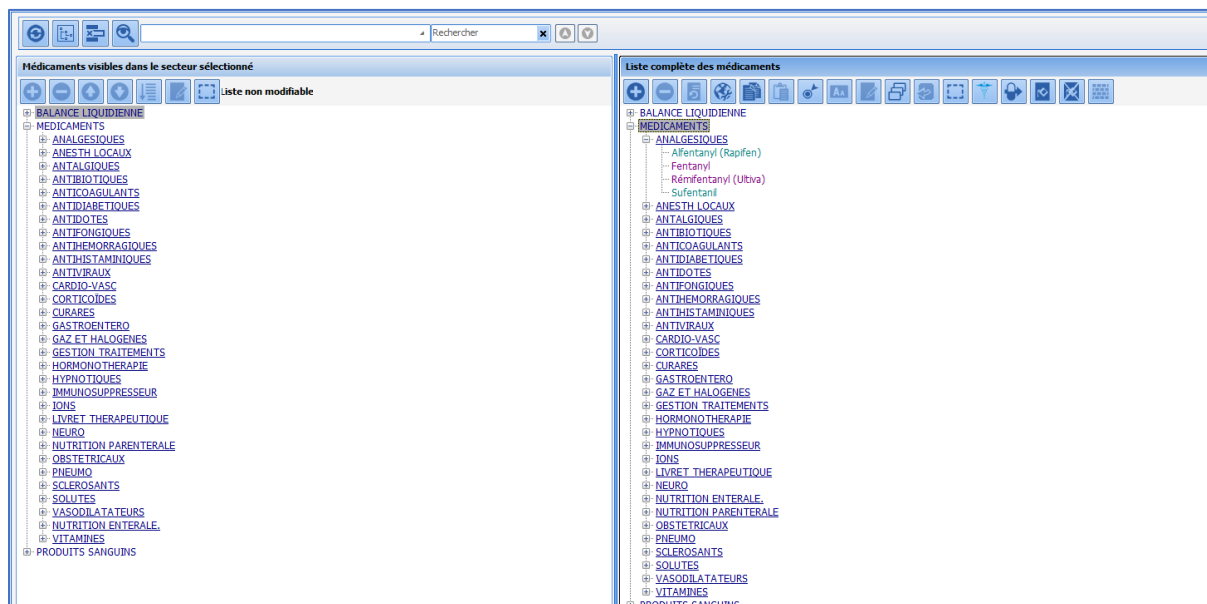 Rechercher
Médicaments visibles dans le secteur sélectionné
Liste non modifiable
BALANCE LIQUIDIENNE
MEDICAMENTS
ANALGESIQUES
ANESTH LOCAUX
ANTALGIQUES
ANTIBIOTIQUES
ANTICOAGULANTS
ANTIDIABETIQUES
ANTIDOTES
ANTIFONGIQUES
ANTIHEMORRAGIQUES
ANTIHISTAMINIQUES
ANTIVIRAUX
CARDIO-VASC
CORTICOÏDES
CURARES
GASTROENTERO
GAZ ET HALOGENES
GESTION TRAITEMENTS
HORMONOTHERAPIE
HYPNOTIQUES
IMMUNOSUPPRESSEUR
IONS
LIVRET THERAPEUTIQUE
NEURO
NUTRITION PARENTERALE
OBSTETRICAUX
PNEUMO
SCLEROSANTS
SOLUTES
VASODILATATEURS
NUTRITION ENTERALE.
VITAMINES
PRODUITS SANGUINS
Liste complète des médicaments
Aa
BALANCE LIQUIDIENNE
MEDICAMENTS
ANALGESIQUES
Alfentanyl (Rapifen)
Fentanyl
Rémifentanyl (Ultiva)
Sufentanil
ANESTH LOCAUX
ANTALGIQUES
ANTIBIOTIQUES
ANTICOAGULANTS
ANTIDIABETIQUES
ANTIDOTES
ANTIFONGIQUES
ANTIHEMORRAGIQUES
ANTIHISTAMINIQUES
ANTIVIRAUX
CARDIO-VASC
CORTICOÏDES
CURARES
GASTROENTERO
GAZ ET HALOGENES
GESTION TRAITEMENTS
HORMONOTHERAPIE
HYPNOTIQUES
IMMUNOSUPPRESSEUR
IONS
LIVRET THERAPEUTIQUE
NEURO
NUTRITION ENTERALE.
NUTRITION PARENTERALE
OBSTETRICAUX
PNEUMO
SCLEROSANTS
SOLUTES
VASODILATATEURS
VITAMINES
PRODUITS SANGUINS